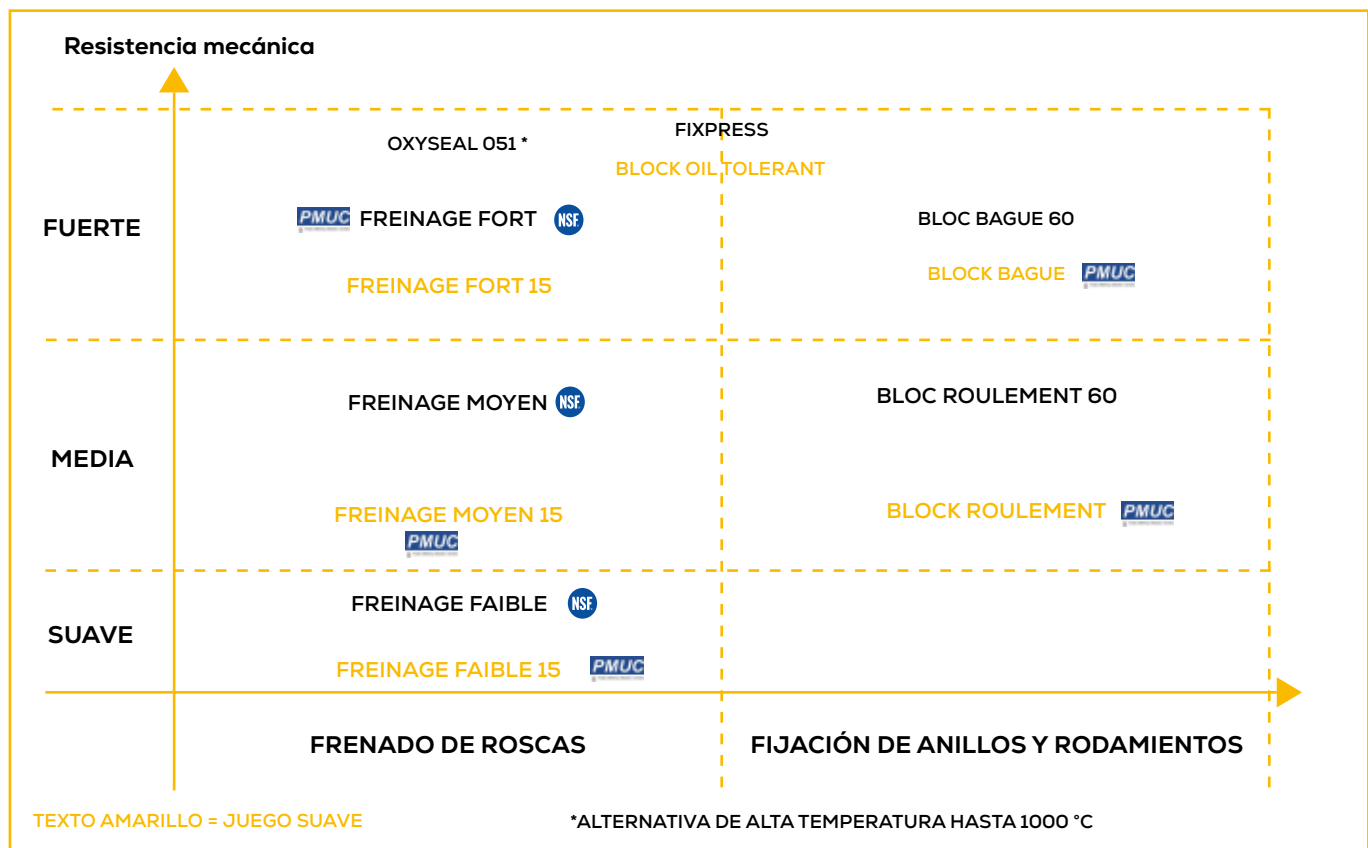 Resistencia mecánica
OXYSEAL 051 *
FIXPRESS
BLOCK OIL TOLERANT
FUERTE
PMUC FREINAGE FORT NSF
BLOC BAGUE 60
FREINAGE FORT 15
BLOCK BAGUE PMUC
FREINAGE MOYEN NSF
BLOC ROULEMENT 60
MEDIA
FREINAGE MOYEN 15
PMUC
BLOCK ROULEMENT PMUC
FREINAGE FAIBLE NSF
SUAVE
FREINAGE FAIBLE 15 PMUC
FRENADO DE ROSCAS
FIJACIÓN DE ANILLOS Y RODAMIENTOS
TEXTO AMARILLO = JUEGO SUAVE
*ALTERNATIVA DE ALTA TEMPERATURA HASTA 1000 °C